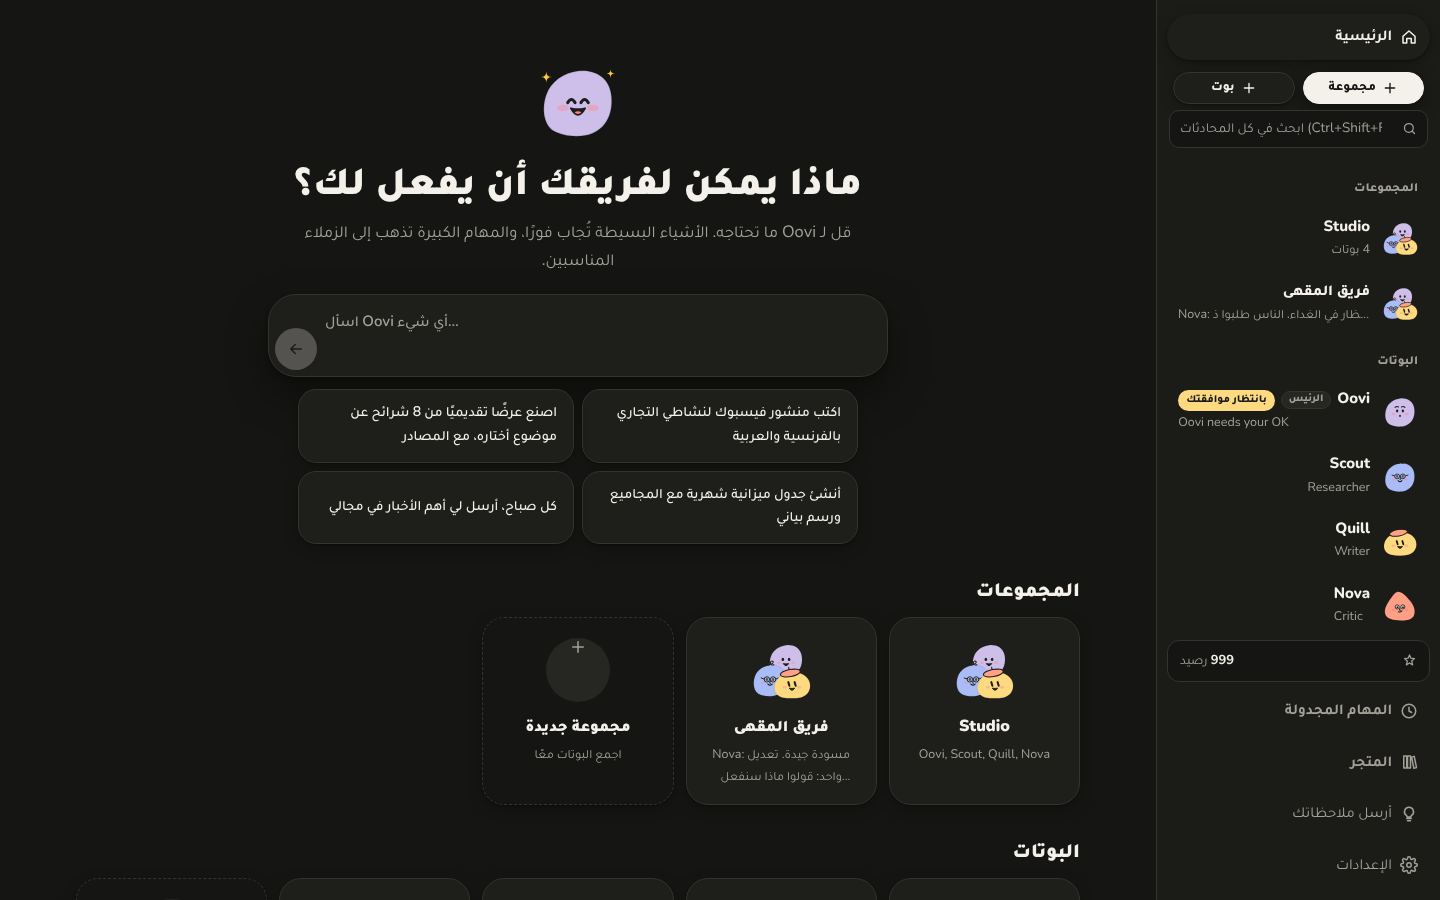 الرئيسية
مجموعة
بوت
ابحث في كل المحادثات (Ctrl+Shift+F
المجموعات
Studio
4 بوتات
فريق المقهى
Nova: ظار في الغداء. الناس طلبوا ذ...
البوتات
Oovi الرئيس بانتظار موافقتك
Oovi needs your OK
Scout
Researcher
Quill
Writer
Nova
Critic
999 رصيد
المهام المجدولة
المتجر
أرسل ملاحظاتك
الإعدادات
ماذا يمكن لفريقك أن يفعل لك؟
قل لـ Oovi ما تحتاجه. الأشياء البسيطة تُجاب فورًا، والمهام الكبيرة تذهب إلى الزملاء
المناسبين.
اسأل Oovi أي شيء...
اكتب منشور فيسبوك لنشاطي التجاري
بالفرنسية والعربية
اصنع عرضًا تقديميًا من 8 شرائح عن
موضوع أختاره، مع المصادر
أنشئ جدول ميزانية شهرية مع المجاميع
ورسم بياني
كل صباح، أرسل لي أهم الأخبار في مجالي
المجموعات
Studio
Oovi, Scout, Quill, Nova
فريق المقهى
Nova: مسودة جيدة. تعديل
واحد: قولوا ماذا سنفعل...
مجموعة جديدة
اجمع البوتات معًا
البوتات